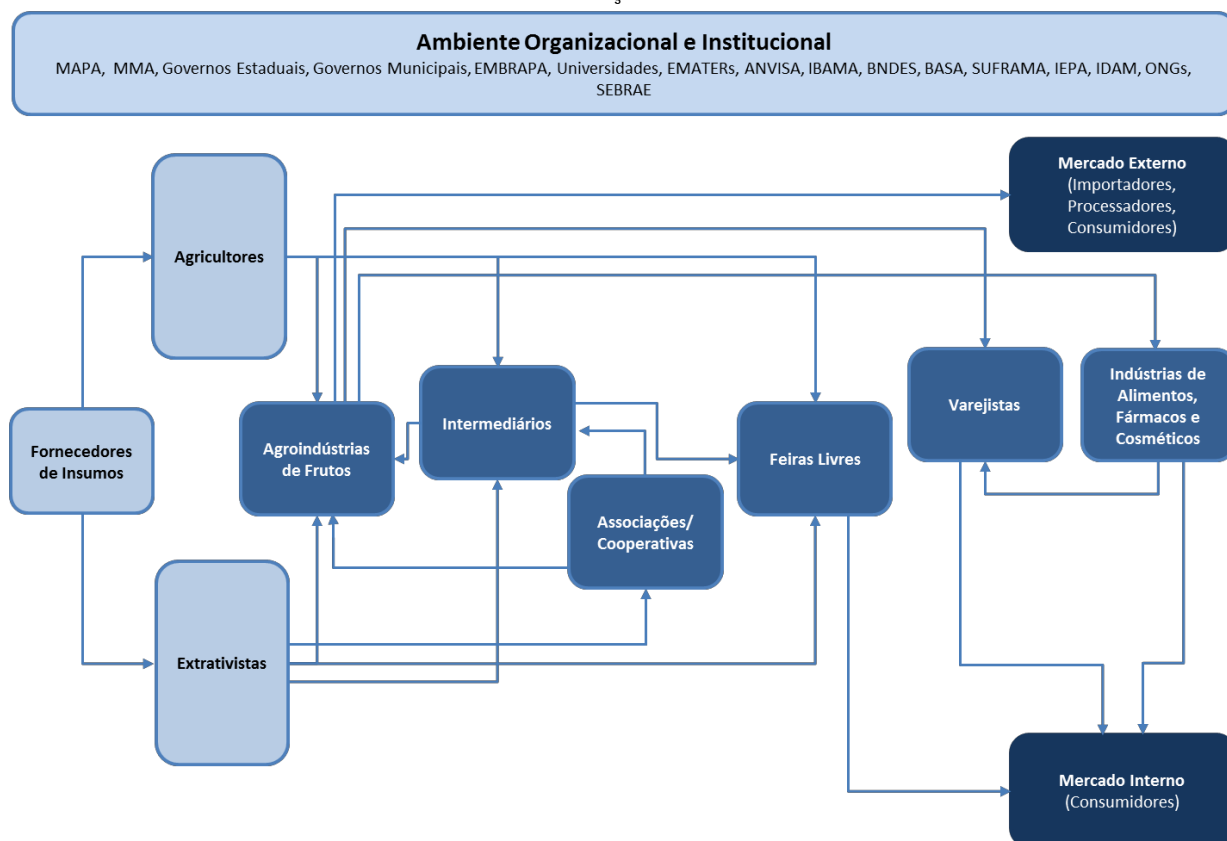 Ambiente Organizacional e Institucional
MAPA, MMA, Governos Estaduais, Governos Municipais, EMBRAPA, Universidades, EMATERs, ANVISA, IBAMA, BNDES, BASA, SUFRAMA, IEPA, IDAM, ONGs,
SEBRAE
Mercado Externo
(Importadores,
Processadores,
Consumidores)
Agricultores
Fornecedores
de Insumos
Agroindústrias
de Frutos
Intermediários
Associações/
Cooperativas
Feiras Livres
Varejistas
Indústrias de
Alimentos,
Fármacos e
Cosméticos
Extrativistas
Mercado Interno
(Consumidores)